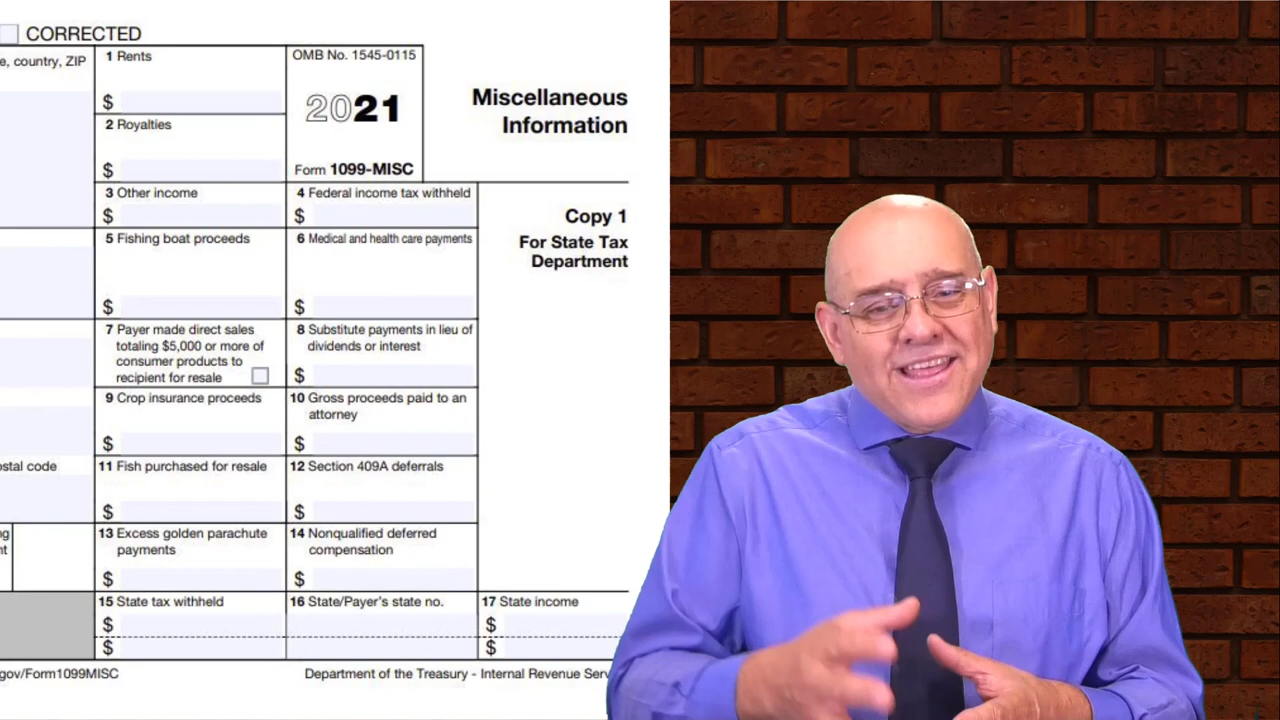 CORRECTED
e, country, ZIP
1 Rents
$
OMB No. 1545-0115
2021
Form 1099-MISC
Miscellaneous
Information
2 Royalties
$
3 Other income
$
4 Federal income tax withheld
$
Copy 1
For State Tax
Department
5 Fishing boat proceeds
$
6 Medical and health care payments
$
7 Payer made direct sales
totaling $5,000 or more of
consumer products to
recipient for resale
8 Substitute payments in lieu of
dividends or interest
$
9 Crop insurance proceeds
$
10 Gross proceeds paid to an
attorney
$
ostal code
11 Fish purchased for resale
$
12 Section 409A deferrals
$
ng
nt
13 Excess golden parachute
payments
$
14 Nonqualified deferred
compensation
$
15 State tax withheld
$
$
16 State/Payer's state no.
17 State income
$
$
gov/Form1099MISC
Department of the Treasury - Internal Revenue Serv